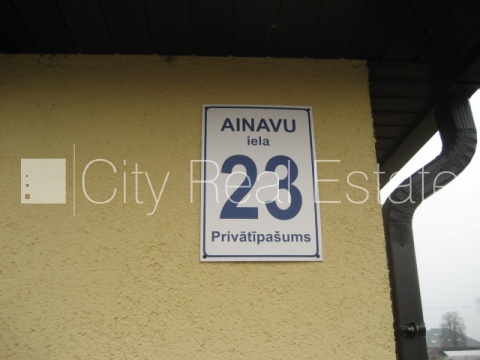 AINAVU
iela
23
Privātīpašums
City Real Estate